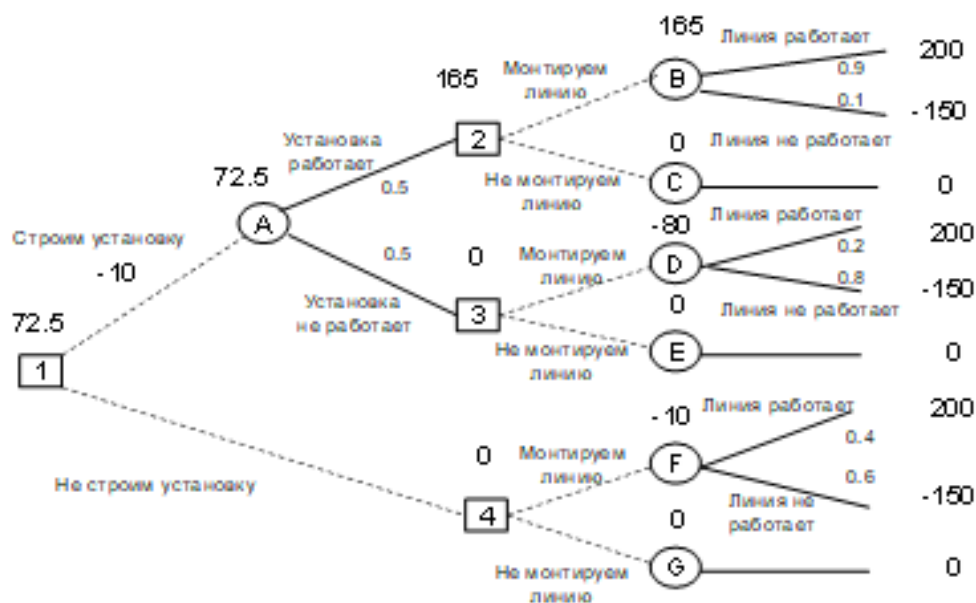 165
Линия работает
200
0.9
B
Монтируем
линию
165
0.1
-150
2
0
Линия не работает
Установка
работает
0.5
72.5
Не монтируем
линию
C
0
A
Строим установку
-10
0.5
0
-80
Линия работает
200
Монтируем
линию
D
0.2
0.8
-150
Установка
не работает
3
0
Линия не работает
72.5
Не монтируем
линию
E
0
1
-10
Линия работает
200
0.4
0
Монтируем
линию
F
0.6
Не строим установку
-150
Линия не
работает
4
0
Не монтируем
линию
G
0